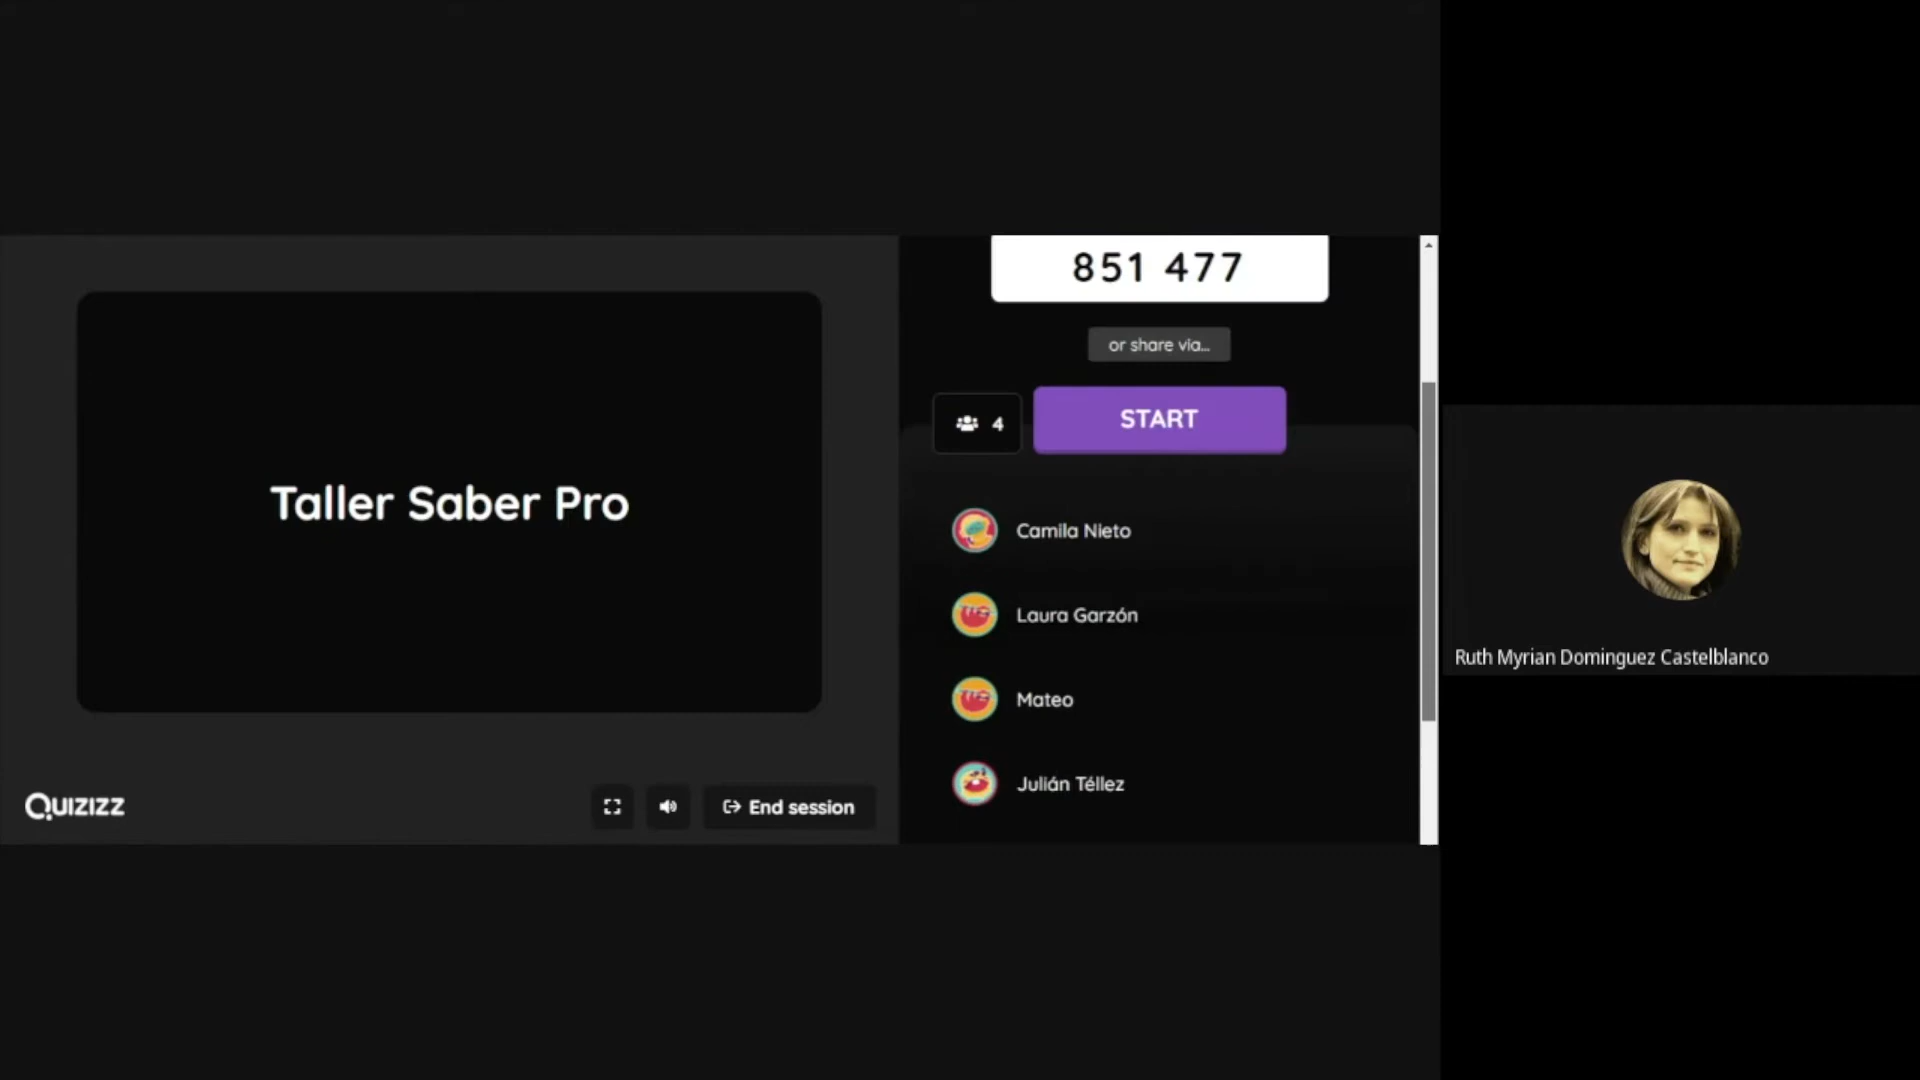 851 477
or share via...
4
START
Taller Saber Pro
Camila Nieto
Laura Garzón
Mateo
Julián Téllez
Quizizz
End session
Ruth Myrian Dominguez Castelblanco